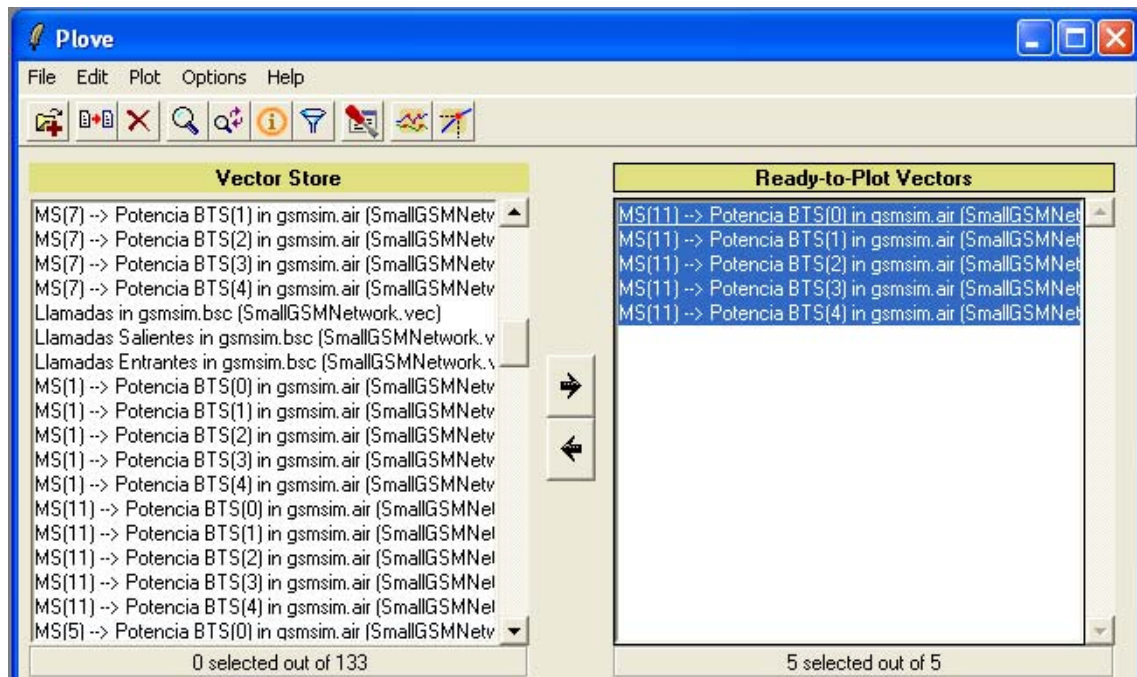 Plove
File Edit Plot Options Help
Vector Store
MS(7) --> Potencia BTS(1) in gsmsim.air (SmallGSMNetw
MS(7) --> Potencia BTS(2) in gsmsim.air (SmallGSMNetw
MS(7) --> Potencia BTS(3) in gsmsim.air (SmallGSMNetw
MS(7) --> Potencia BTS(4) in gsmsim.air (SmallGSMNetw
Llamadas in gsmsim.bsc (SmallGSMNetwork.vec)
Llamadas Salientes in gsmsim.bsc (SmallGSMNetwork.v
Llamadas Entrantes in gsmsim.bsc (SmallGSMNetwork.v
MS(1) --> Potencia BTS(0) in gsmsim.air (SmallGSMNetw
MS(1) --> Potencia BTS(1) in gsmsim.air (SmallGSMNetw
MS(1) --> Potencia BTS(2) in gsmsim.air (SmallGSMNetw
MS(1) --> Potencia BTS(3) in gsmsim.air (SmallGSMNetw
MS(1) --> Potencia BTS(4) in gsmsim.air (SmallGSMNetw
MS(11) --> Potencia BTS(0) in gsmsim.air (SmallGSMNet
MS(11) --> Potencia BTS(1) in gsmsim.air (SmallGSMNet
MS(11) --> Potencia BTS(2) in gsmsim.air (SmallGSMNet
MS(11) --> Potencia BTS(3) in gsmsim.air (SmallGSMNet
MS(11) --> Potencia BTS(4) in gsmsim.air (SmallGSMNet
MS(5) --> Potencia BTS(0) in gsmsim.air (SmallGSMNetw
0 selected out of 133
Ready-to-Plot Vectors
MS(11) --> Potencia BTS(0) in gsmsim.air (SmallGSMNet
MS(11) --> Potencia BTS(1) in gsmsim.air (SmallGSMNet
MS(11) --> Potencia BTS(2) in gsmsim.air (SmallGSMNet
MS(11) --> Potencia BTS(3) in gsmsim.air (SmallGSMNet
MS(11) --> Potencia BTS(4) in gsmsim.air (SmallGSMNet
5 selected out of 5